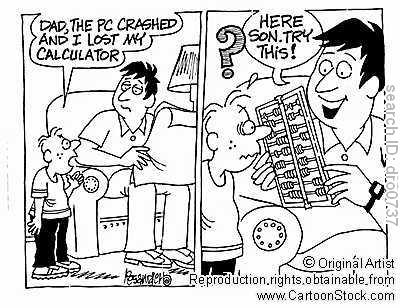 DAD, THE PC CRASHED
AND I LOST MY
CALCULATOR
?
HERE
SON. TRY
THIS!
search ID: dro0737
© Original Artist
Reproduction rights obtainable from
www.CartoonStock.com